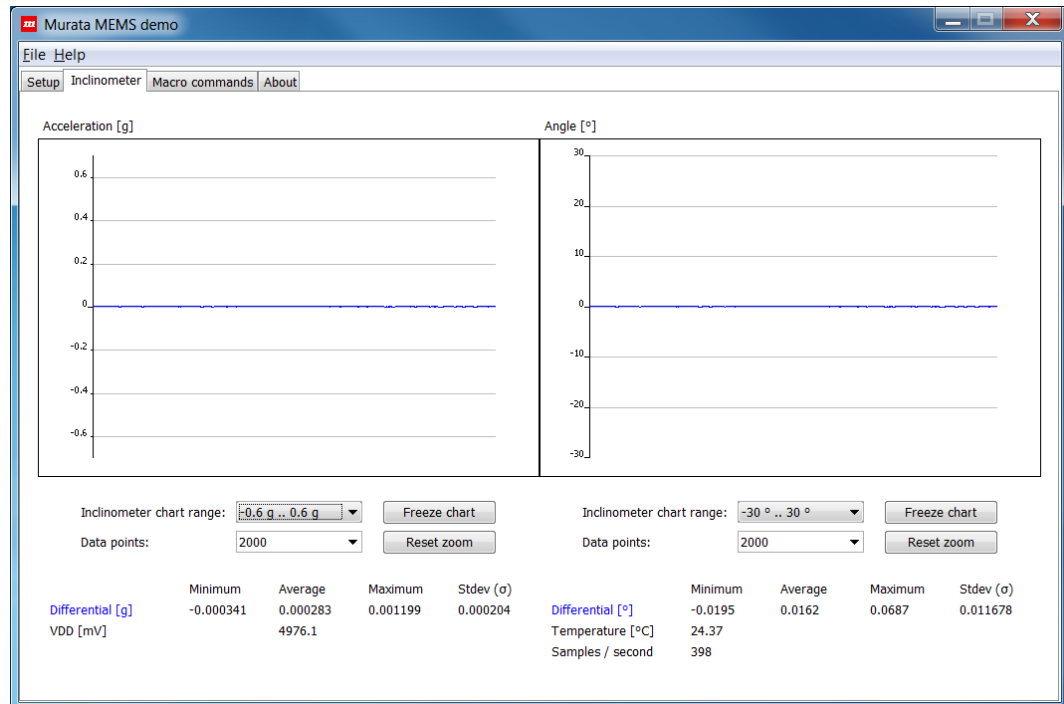 m Murata MEMS demo
File Help
Setup Inclinometer Macro commands About
Acceleration [g]
0.6
0.4
0.2
0
-0.2
-0.4
-0.6
Angle [°]
30
20
10
0
-10
-20
-30
Inclinometer chart range: -0.6 g .. 0.6 g Freeze chart
Data points: 2000 Reset zoom
Inclinometer chart range: -30 ° .. 30 ° Freeze chart
Data points: 2000 Reset zoom
Minimum Average Maximum Stdev (σ)
Differential [g] -0.000341 0.000283 0.001199 0.000204
VDD [mV] 4976.1
Minimum Average Maximum Stdev (σ)
Differential [°] -0.0195 0.0162 0.0687 0.011678
Temperature [°C] 24.37
Samples / second 398